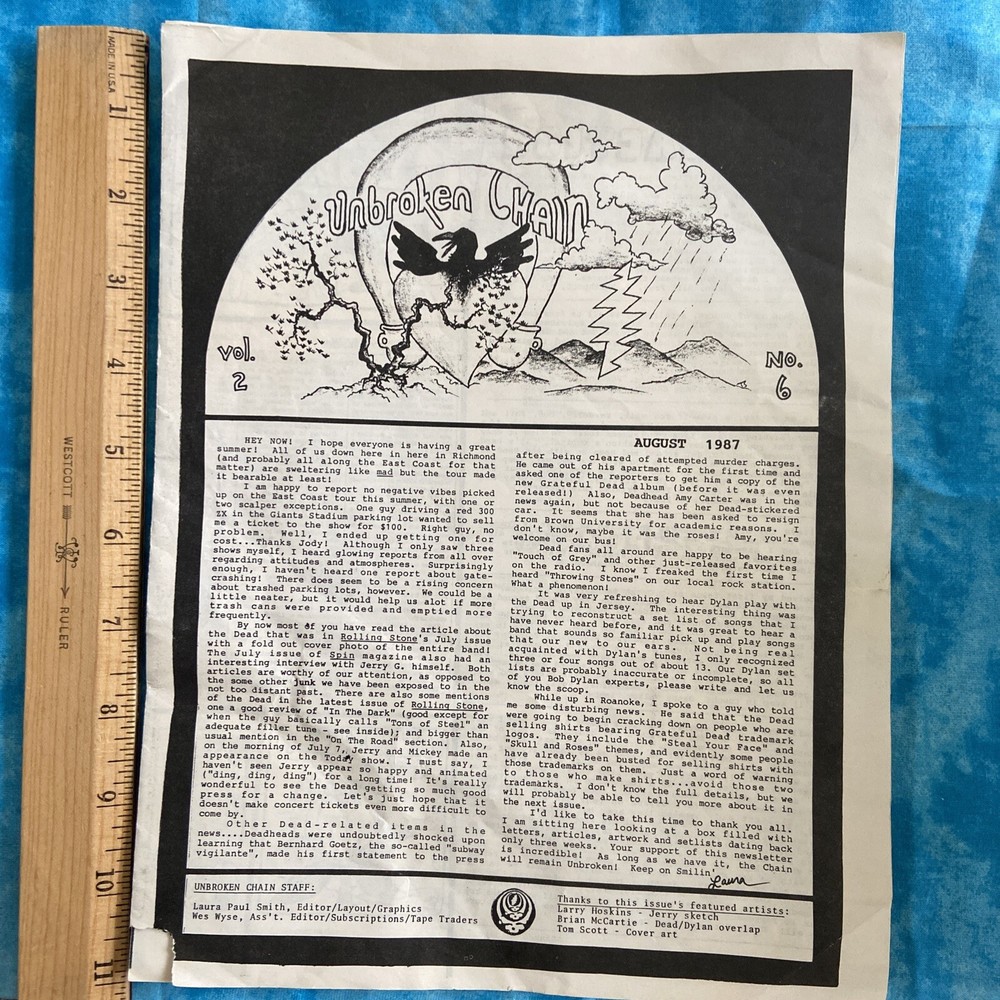 MADE IN U.S.A.
1
2
3
4
5
6
7
8
9
10
11
WESTCOTT
RULER
Unbroken CHAIN
vol.
2
No.
6
HEY NOW! I hope everyone is having a great
summer! All of us down here in here in Richmond
(and probably all along the East Coast for that
matter) are sweltering like mad but the tour made
it bearable at least!
I am happy to report no negative vibes picked
up on the East Coast tour this summer, with one or
two scalper exceptions. One guy driving a red 300
ZX in the Giants Stadium parking lot wanted to sell
me a ticket to the show for $100. Right guy, no
problem. Well, I ended up getting one for
cost...Thanks Jody! Although I only saw three
shows myself, I heard glowing reports from all over
regarding attitudes and atmospheres. Surprisingly
enough, I haven't heard one report about gate-
crashing! There does seem to be a rising concern
about trashed parking lots, however. We could be a
little neater, but it would help us alot if more
trash cans were provided and emptied more
frequently.
By now most of you have read the article about
the Dead that was in Rolling Stone's July issue
with a fold out cover photo of the entire band!
The July issue of Spin magazine also had an
interesting interview with Jerry G. himself. Both
articles are worthy of our attention, as opposed to
the some other junk we have been exposed to in the
not too distant past. There are also some mentions
of the Dead in the latest issue of Rolling Stone,
one a good review of "In The Dark" (good except for
when the guy basically calls "Tons of Steel" an
adequate filler tune - see inside); and bigger than
usual mention in the "On The Road" section. Also,
on the morning of July 7, Jerry and Mickey made an
appearance on the Today show. I must say, I
haven't seen Jerry appear so happy and animated
("ding, ding, ding") for a long time! It's really
wonderful to see the Dead getting so much good
press for a change. Let's just hope that it
doesn't make concert tickets even more difficult to
come by.
Other Dead-related items in the
news....Deadheads were undoubtedly shocked upon
learning that Bernhard Goetz, the so-called "subway
vigilante", made his first statement to the press
AUGUST 1987
after being cleared of attempted murder charges.
He came out of his apartment for the first time and
asked one of the reporters to get him a copy of the
new Grateful Dead album (before it was even
released!) Also, Deadhead Amy Carter was in the
news again, but not because of her Dead-stickered
car. It seems that she has been asked to resign
from Brown University for academic reasons. I
don't know, maybe it was the roses! Amy, you're
welcome on our bus!
Dead fans all around are happy to be hearing
"Touch of Grey" and other just-released favorites
on the radio. I know I freaked the first time I
heard "Throwing Stones" on our local rock station.
What a phenomenon!
It was very refreshing to hear Dylan play with
the Dead up in Jersey. The interesting thing was
trying to reconstruct a set list of songs that I
have never heard before, and it was great to hear a
band that sounds so familiar pick up and play songs
that our new to our ears. Not being real
acquainted with Dylan's tunes, I only recognized
three or four songs out of about 13. Our Dylan set
lists are probably inaccurate or incomplete, so all
of you Bob Dylan experts, please write and let us
know the scoop.
While up in Roanoke, I spoke to a guy who told
me some disturbing news. He said that the Dead
were going to begin cracking down on people who are
selling shirts bearing Grateful Dead trademark
logos. They include the "Steal Your Face" and
"Skull and Roses" themes, and evidently some people
have already been busted for selling shirts with
those trademarks on them. Just a word of warning
to those who make shirts...avoid those two
trademarks. I don't know the full details, but we
will probably be able to tell you more about it in
the next issue.
I'd like to take this time to thank you all.
I am sitting here looking at a box filled with
letters, articles, artwork and setlists dating back
only three weeks. Your support of this newsletter
is incredible! As long as we have it, the Chain
will remain Unbroken! Keep on Smilin'
Laura
UNBROKEN CHAIN STAFF:
Laura Paul Smith, Editor/Layout/Graphics
Wes Wyse, Ass't. Editor/Subscriptions/Tape Traders
Thanks to this issue's featured artists:
Larry Hoskins - Jerry sketch
Brian McCartie - Dead/Dylan overlap
Tom Scott - Cover art